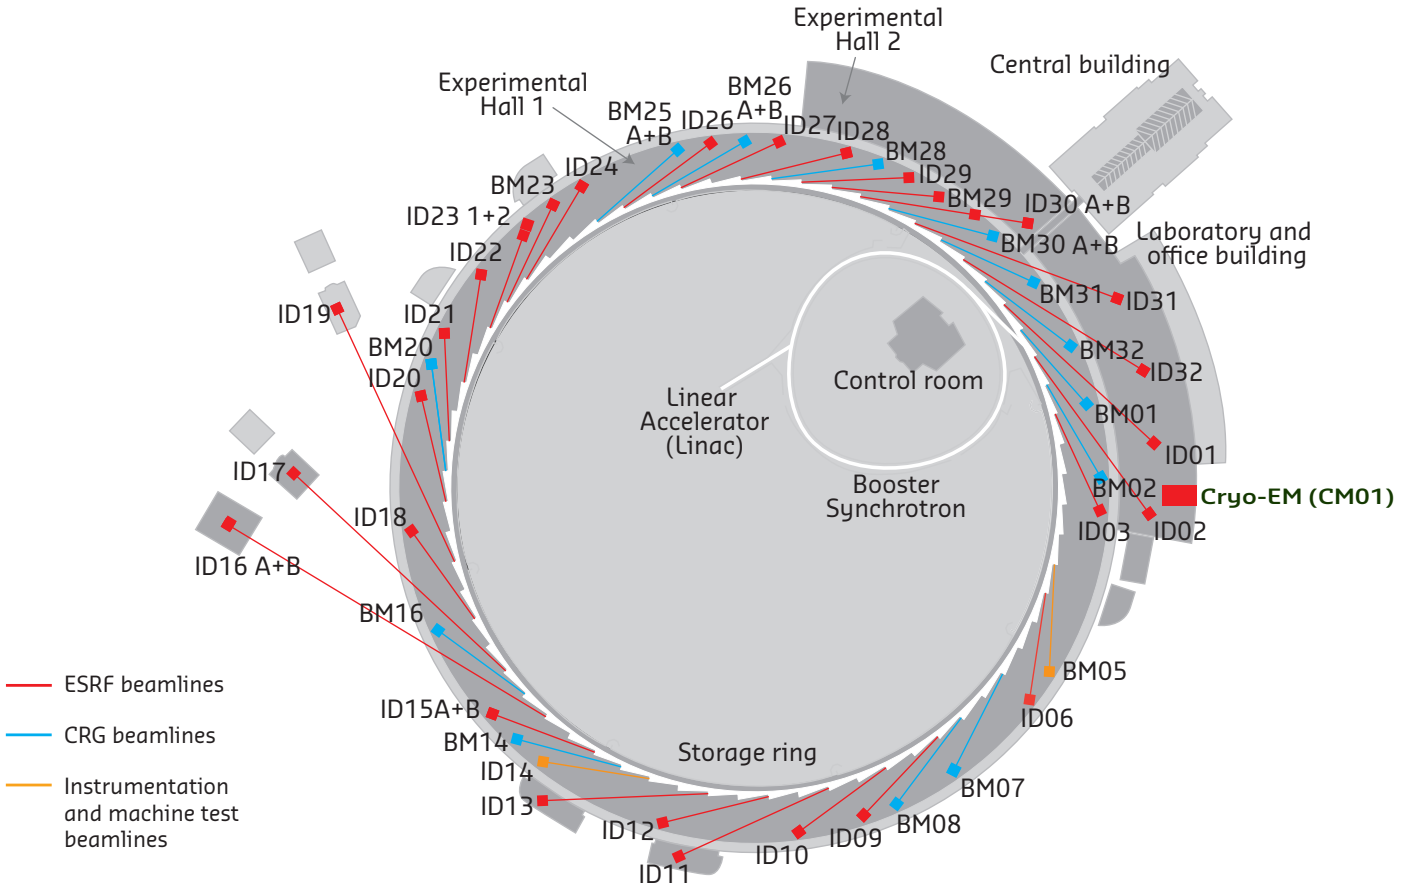 Experimental
Hall 2
Central building
Experimental
Hall 1
BM26
A+B
BM25
A+B
ID26
ID27
ID28
BM28
ID29
BM29
ID30 A+B
BM30 A+B
Laboratory and
office building
ID24
BM23
ID23 1+2
ID22
ID21
BM20
ID20
ID19
ID17
ID18
ID16 A+B
BM16
BM31
ID31
BM32
ID32
BM01
ID01
BM02
Cryo-EM (CM01)
ID03
ID02
Control room
Linear
Accelerator
(Linac)
Booster
Synchrotron
Storage ring
BM05
ID06
BM07
BM08
ID09
ID10
ID11
ID12
ID13
ID14
BM14
ID15A+B
ESRF beamlines
CRG beamlines
Instrumentation
and machine test
beamlines